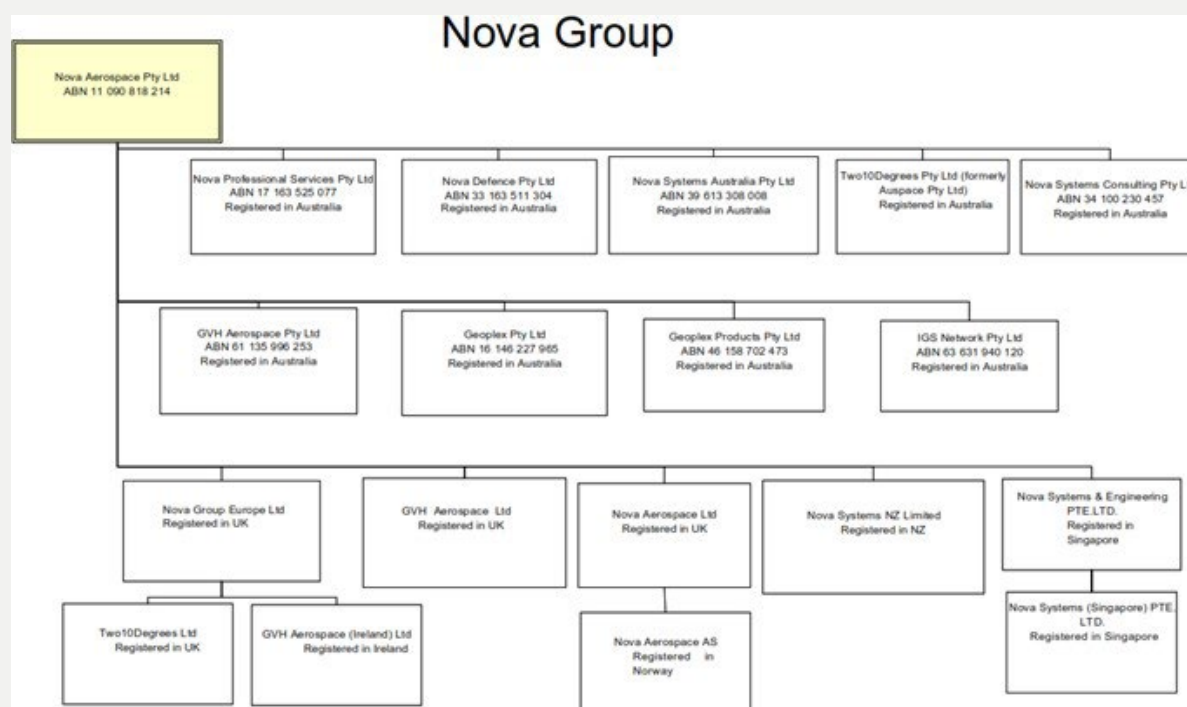 Nova Group
Nova Aerospace Pty Ltd
ABN 11 090 818 214
Nova Professional Services Pty Ltd
ABN 17 163 525 077
Registered in Australia
Nova Defence Pty Ltd
ABN 33 163 511 304
Registered in Australia
Nova Systems Australia Pty Ltd
ABN 39 613 308 008
Registered in Australia
Two10Degrees Pty Ltd (formerly
Auspace Pty Ltd)
Registered in Australia
Nova Systems Consulting Pty L
ABN 34 100 230 457
Registered in Australia
GVH Aerospace Pty Ltd
ABN 61 135 996 253
Registered in Australia
Geoplex Pty Ltd
ABN 16 146 227 965
Registered in Australia
Geoplex Products Pty Ltd
ABN 46 158 702 473
Registered in Australia
IGS Network Pty Ltd
ABN 63 631 940 120
Registered in Australia
Nova Group Europe Ltd
Registered in UK
GVH Aerospace Ltd
Registered in UK
Nova Aerospace Ltd
Registered in UK
Nova Systems NZ Limited
Registered in NZ
Nova Systems & Engineering
PTE.LTD.
Registered in
Singapore
Two10Degrees Ltd
Registered in UK
GVH Aerospace (Ireland) Ltd
Registered in Ireland
Nova Aerospace AS
Registered in
Norway
Nova Systems (Singapore) PTE.
LTD.
Registered in Singapore